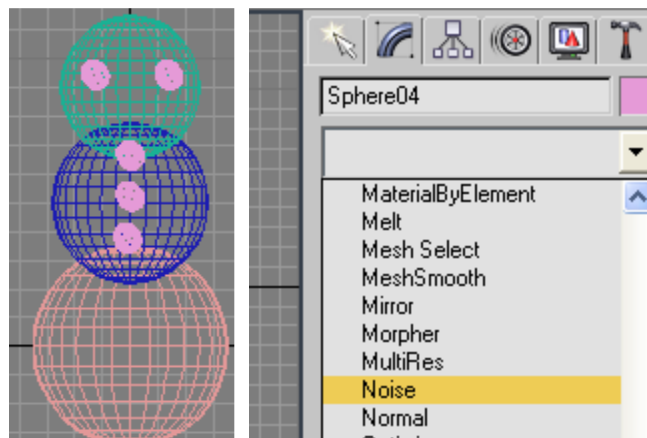 Sphere04
MaterialByElement
Melt
Mesh Select
MeshSmooth
Mirror
Morpher
MultiRes
Noise
Normal